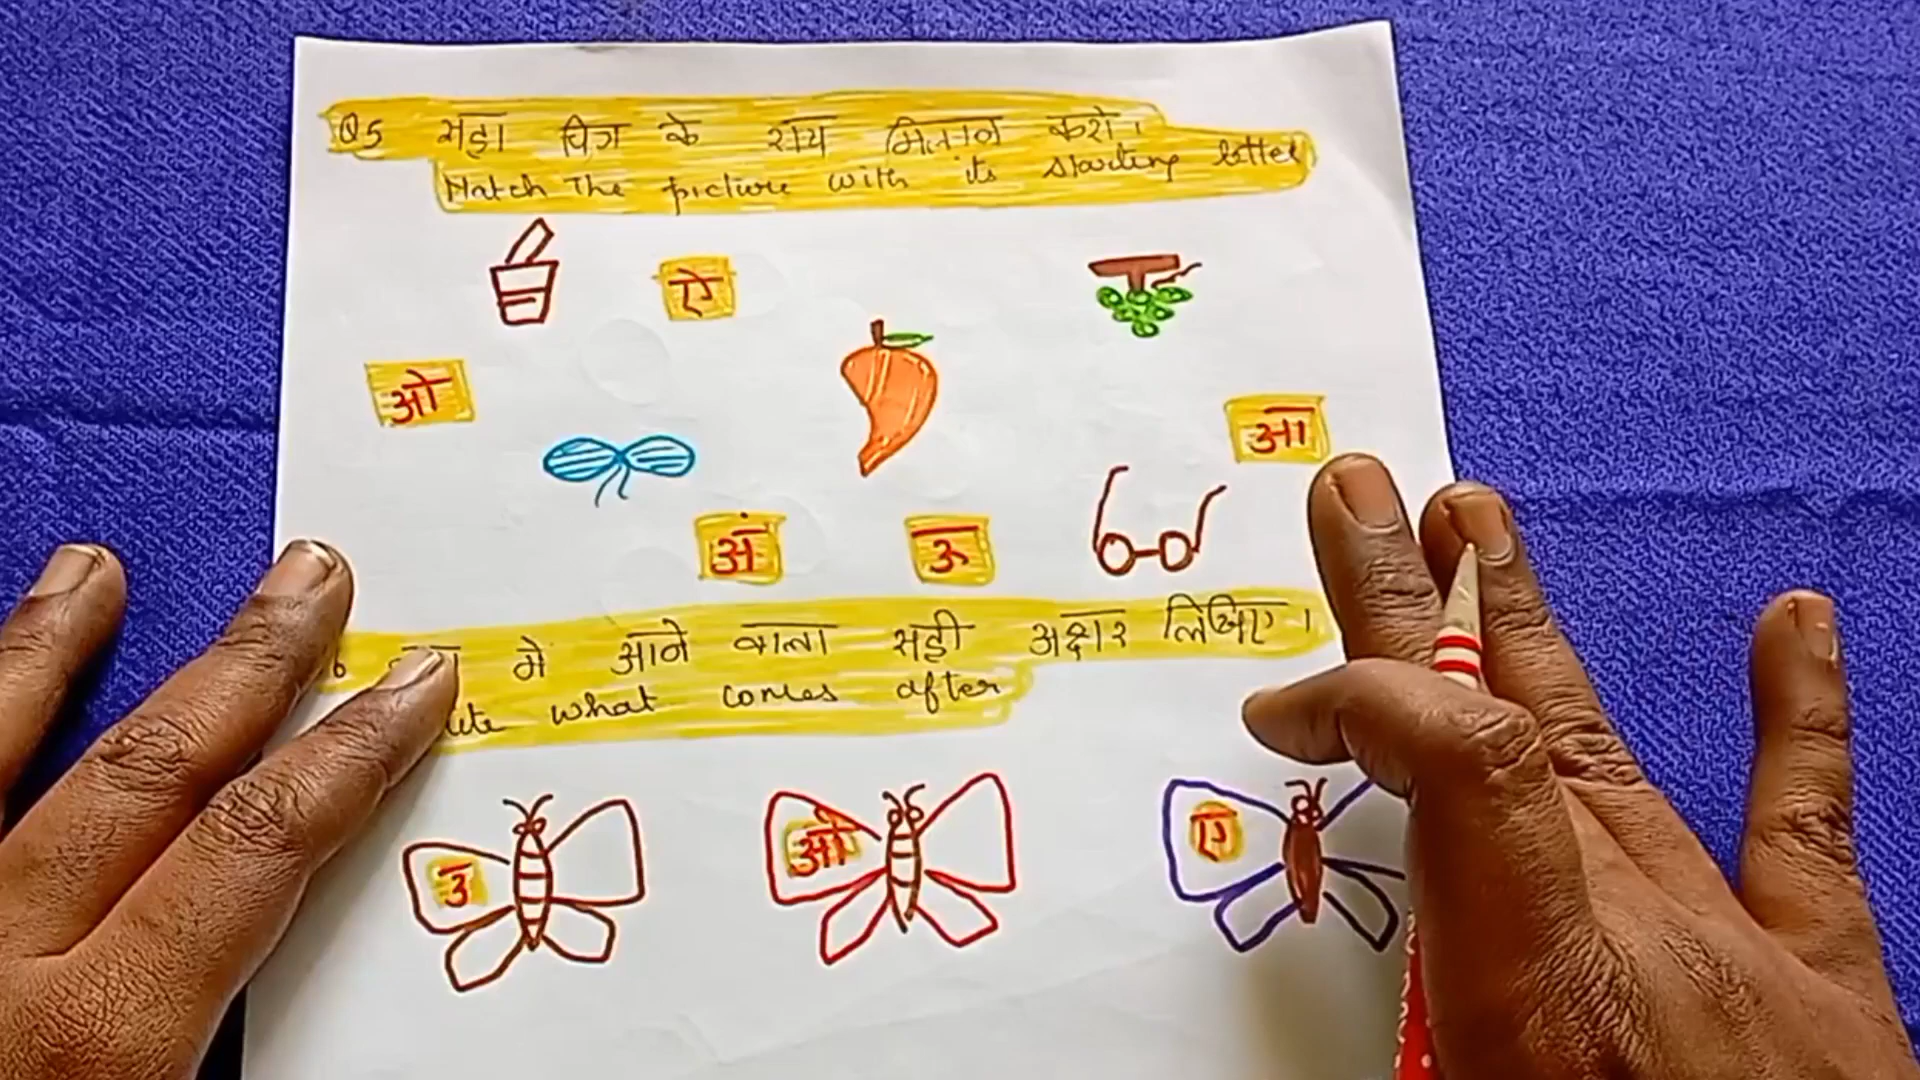 Q5 सही चित्र के साथ मिलान करो।
Match The picture with its starting letter
ऐ
ओ
आ
अं
ऊ
में आने वाला सही अक्षर लिखिए।
what comes after
उ
ओ
ए